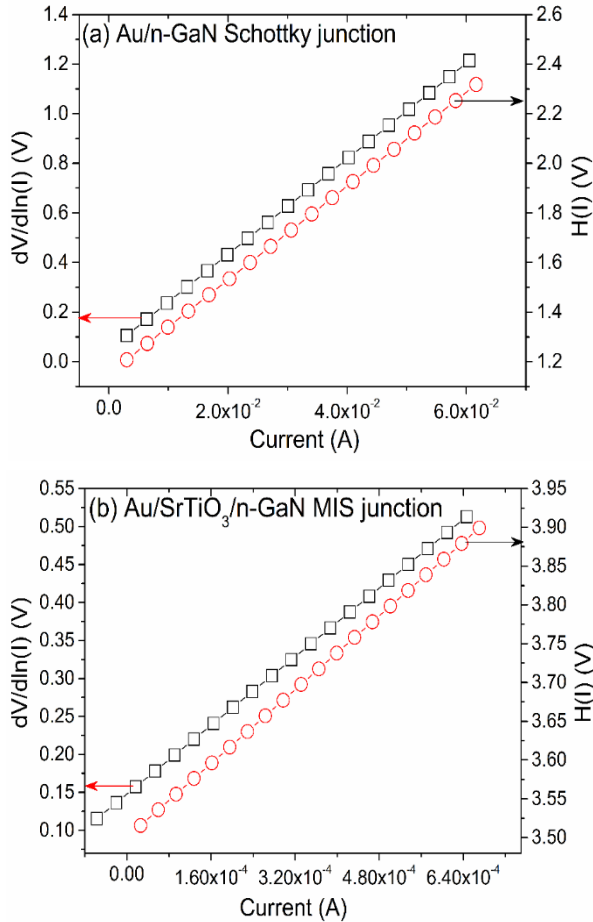 (a) Au/n-GaN Schottky junction
dV/dln(I) (V)
1.4
1.2
1.0
0.8
0.6
0.4
0.2
0.0
2.6
2.4
2.2
2.0
1.8
1.6
1.4
1.2
H(I) (V)
0.0
2.0x10⁻²
4.0x10⁻²
6.0x10⁻²
Current (A)
(b) Au/SrTiO₃/n-GaN MIS junction
dV/dln(I) (V)
0.55
0.50
0.45
0.40
0.35
0.30
0.25
0.20
0.15
0.10
3.95
3.90
3.85
3.80
3.75
3.70
3.65
3.60
3.55
3.50
H(I) (V)
0.00
1.60x10⁻⁴
3.20x10⁻⁴
4.80x10⁻⁴
6.40x10⁻⁴
Current (A)